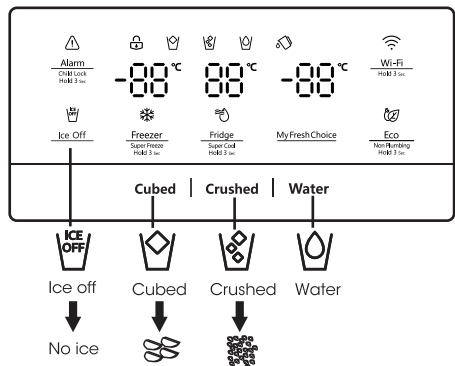 Alarm
Child Lock
Hold 3 Sec
-88°C
88°C
-88°C
Wi-Fi
Hold 3 Sec
ICE OFF
Ice Off
Freezer
Super Freeze
Hold 3 Sec
Fridge
Super Cool
Hold 3 Sec
My Fresh Choice
Eco
Non Plumbing
Hold 3 Sec
Cubed | Crushed | Water
ICE
OFF
Ice off Cubed Crushed Water
No ice